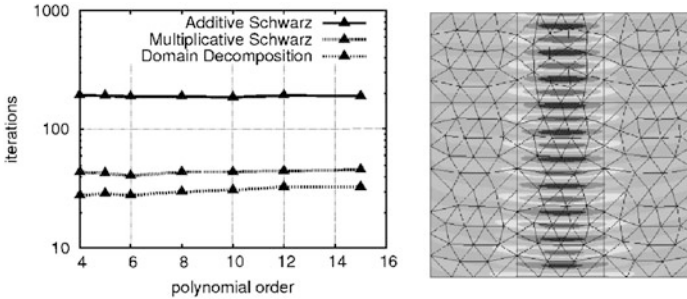 1000
100
10
iterations
Additive Schwarz
Multiplicative Schwarz
Domain Decomposition
4 6 8 10 12 14 16
polynomial order